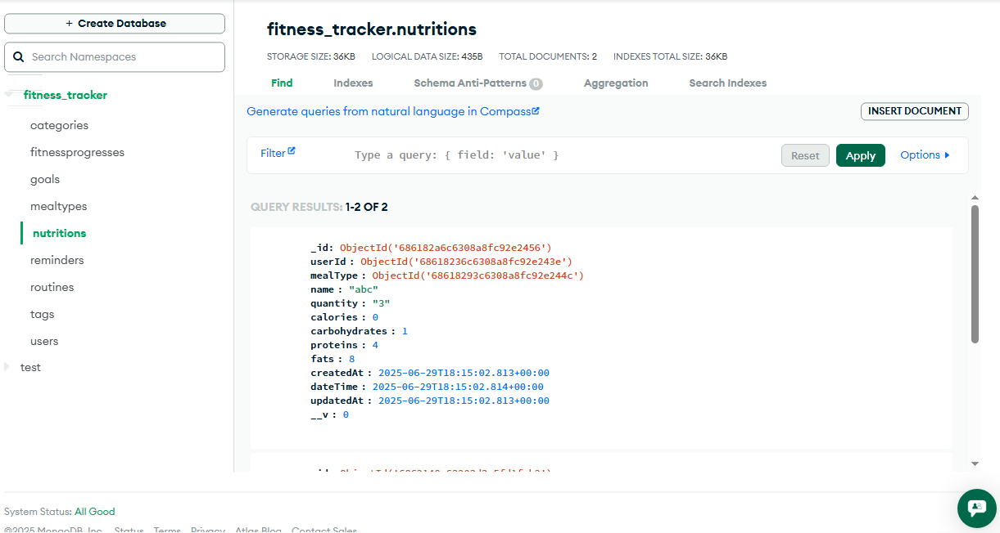 + Create Database
Search Namespaces
fitness_tracker
categories
fitnessprogresses
goals
mealtypes
nutritions
reminders
routines
tags
users
test
fitness_tracker.nutritions
STORAGE SIZE: 36KB LOGICAL DATA SIZE: 435B TOTAL DOCUMENTS: 2 INDEXES TOTAL SIZE: 36KB
Find Indexes Schema Anti-Patterns 0 Aggregation Search Indexes
Generate queries from natural language in Compass
INSERT DOCUMENT
Filter Type a query: { field: 'value' } Reset Apply Options
QUERY RESULTS: 1-2 OF 2
_id: ObjectId('686182a6c6308a8fc92e2456')
userId : ObjectId('68618236c6308a8fc92e243e')
mealType : ObjectId('68618293c6308a8fc92e244c')
name : "abc"
quantity : "3"
calories : 0
carbohydrates : 1
proteins : 4
fats : 8
createdAt : 2025-06-29T18:15:02.813+00:00
dateTime : 2025-06-29T18:15:02.814+00:00
updatedAt : 2025-06-29T18:15:02.813+00:00
__v : 0
System Status: All Good
©2025 MongoDB, Inc. Status Terms Privacy Atlas Blog Contact Sales